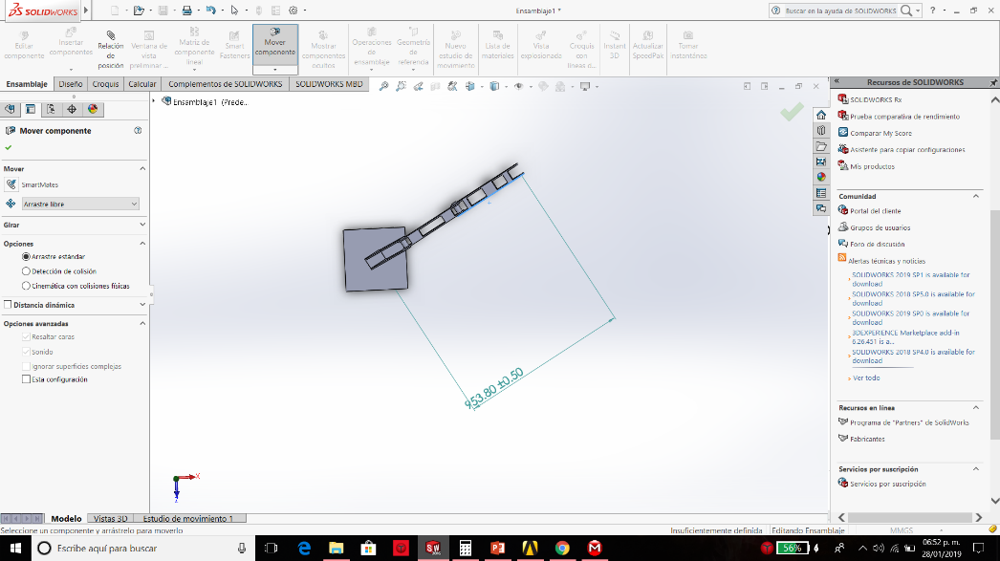 SOLIDWORKS
Ensamblaje1 *
Buscar en la ayuda de SOLIDWORKS
Editar componente
Insertar componentes
Relación de posición
Ventana de vista preliminar ...
Matriz de componente lineal
Smart Fasteners
Mover componente
Mostrar componentes ocultos
Operaciones de ensamblaje
Geometría de referencia
Nuevo estudio de movimiento
Lista de materiales
Vista explosionada
Croquis con líneas d...
Instant 3D
Actualizar SpeedPak
Tomar instantánea
Ensamblaje
Diseño
Croquis
Calcular
Complementos de SOLIDWORKS
SOLIDWORKS MBD
Ensamblaje1 (Prede...
Mover componente
Mover
SmartMates
Arrastre libre
Girar
Opciones
Arrastre estándar
Detección de colisión
Cinemática con colisiones físicas
Distancia dinámica
Opciones avanzadas
Resaltar caras
Sonido
Ignorar superficies complejas
Esta configuración
953.80 ±0.50
X
Z
Recursos de SOLIDWORKS
SOLIDWORKS Rx
Prueba comparativa de rendimiento
Comparar My Score
Asistente para copiar configuraciones
Mis productos
Comunidad
Portal del cliente
Grupos de usuarios
Foro de discusión
Alertas técnicas y noticias
SOLIDWORKS 2019 SP1 is available for
download
SOLIDWORKS 2018 SP5.0 is available for
download
SOLIDWORKS 2019 SP0 is available for
download
3DEXPERIENCE Marketplace add-in
6.26.451 is a...
SOLIDWORKS 2018 SP4.0 is available for
download
Ver todo
Recursos en línea
Programa de "Partners" de SolidWorks
Fabricantes
Servicios por suscripción
Servicios por suscripción
Modelo
Vistas 3D
Estudio de movimiento 1
Seleccione un componente y arrástrelo para moverlo
Insuficientemente definida
Editando Ensamblaje
MMGS
Escribe aquí para buscar
56%
06:52 p. m.
28/01/2019